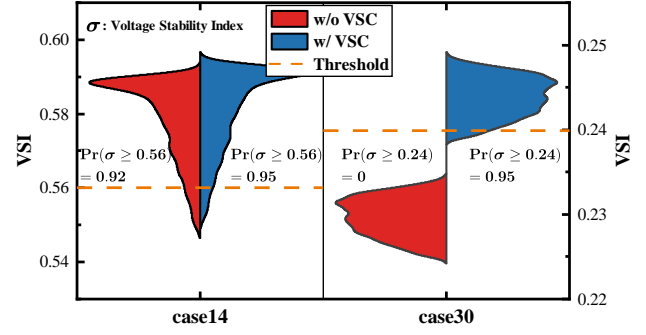 σ: Voltage Stability Index
w/o VSC
w/ VSC
Threshold
VSI
0.60
0.58
0.56
0.54
Pr(σ ≥ 0.56)
= 0.92
Pr(σ ≥ 0.56)
= 0.95
Pr(σ ≥ 0.24)
= 0
Pr(σ ≥ 0.24)
= 0.95
0.25
0.24
0.23
0.22
VSI
case14
case30